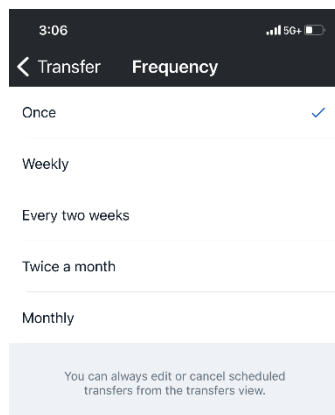 3:06 5G+
Transfer Frequency
Once
Weekly
Every two weeks
Twice a month
Monthly
You can always edit or cancel scheduled
transfers from the transfers view.